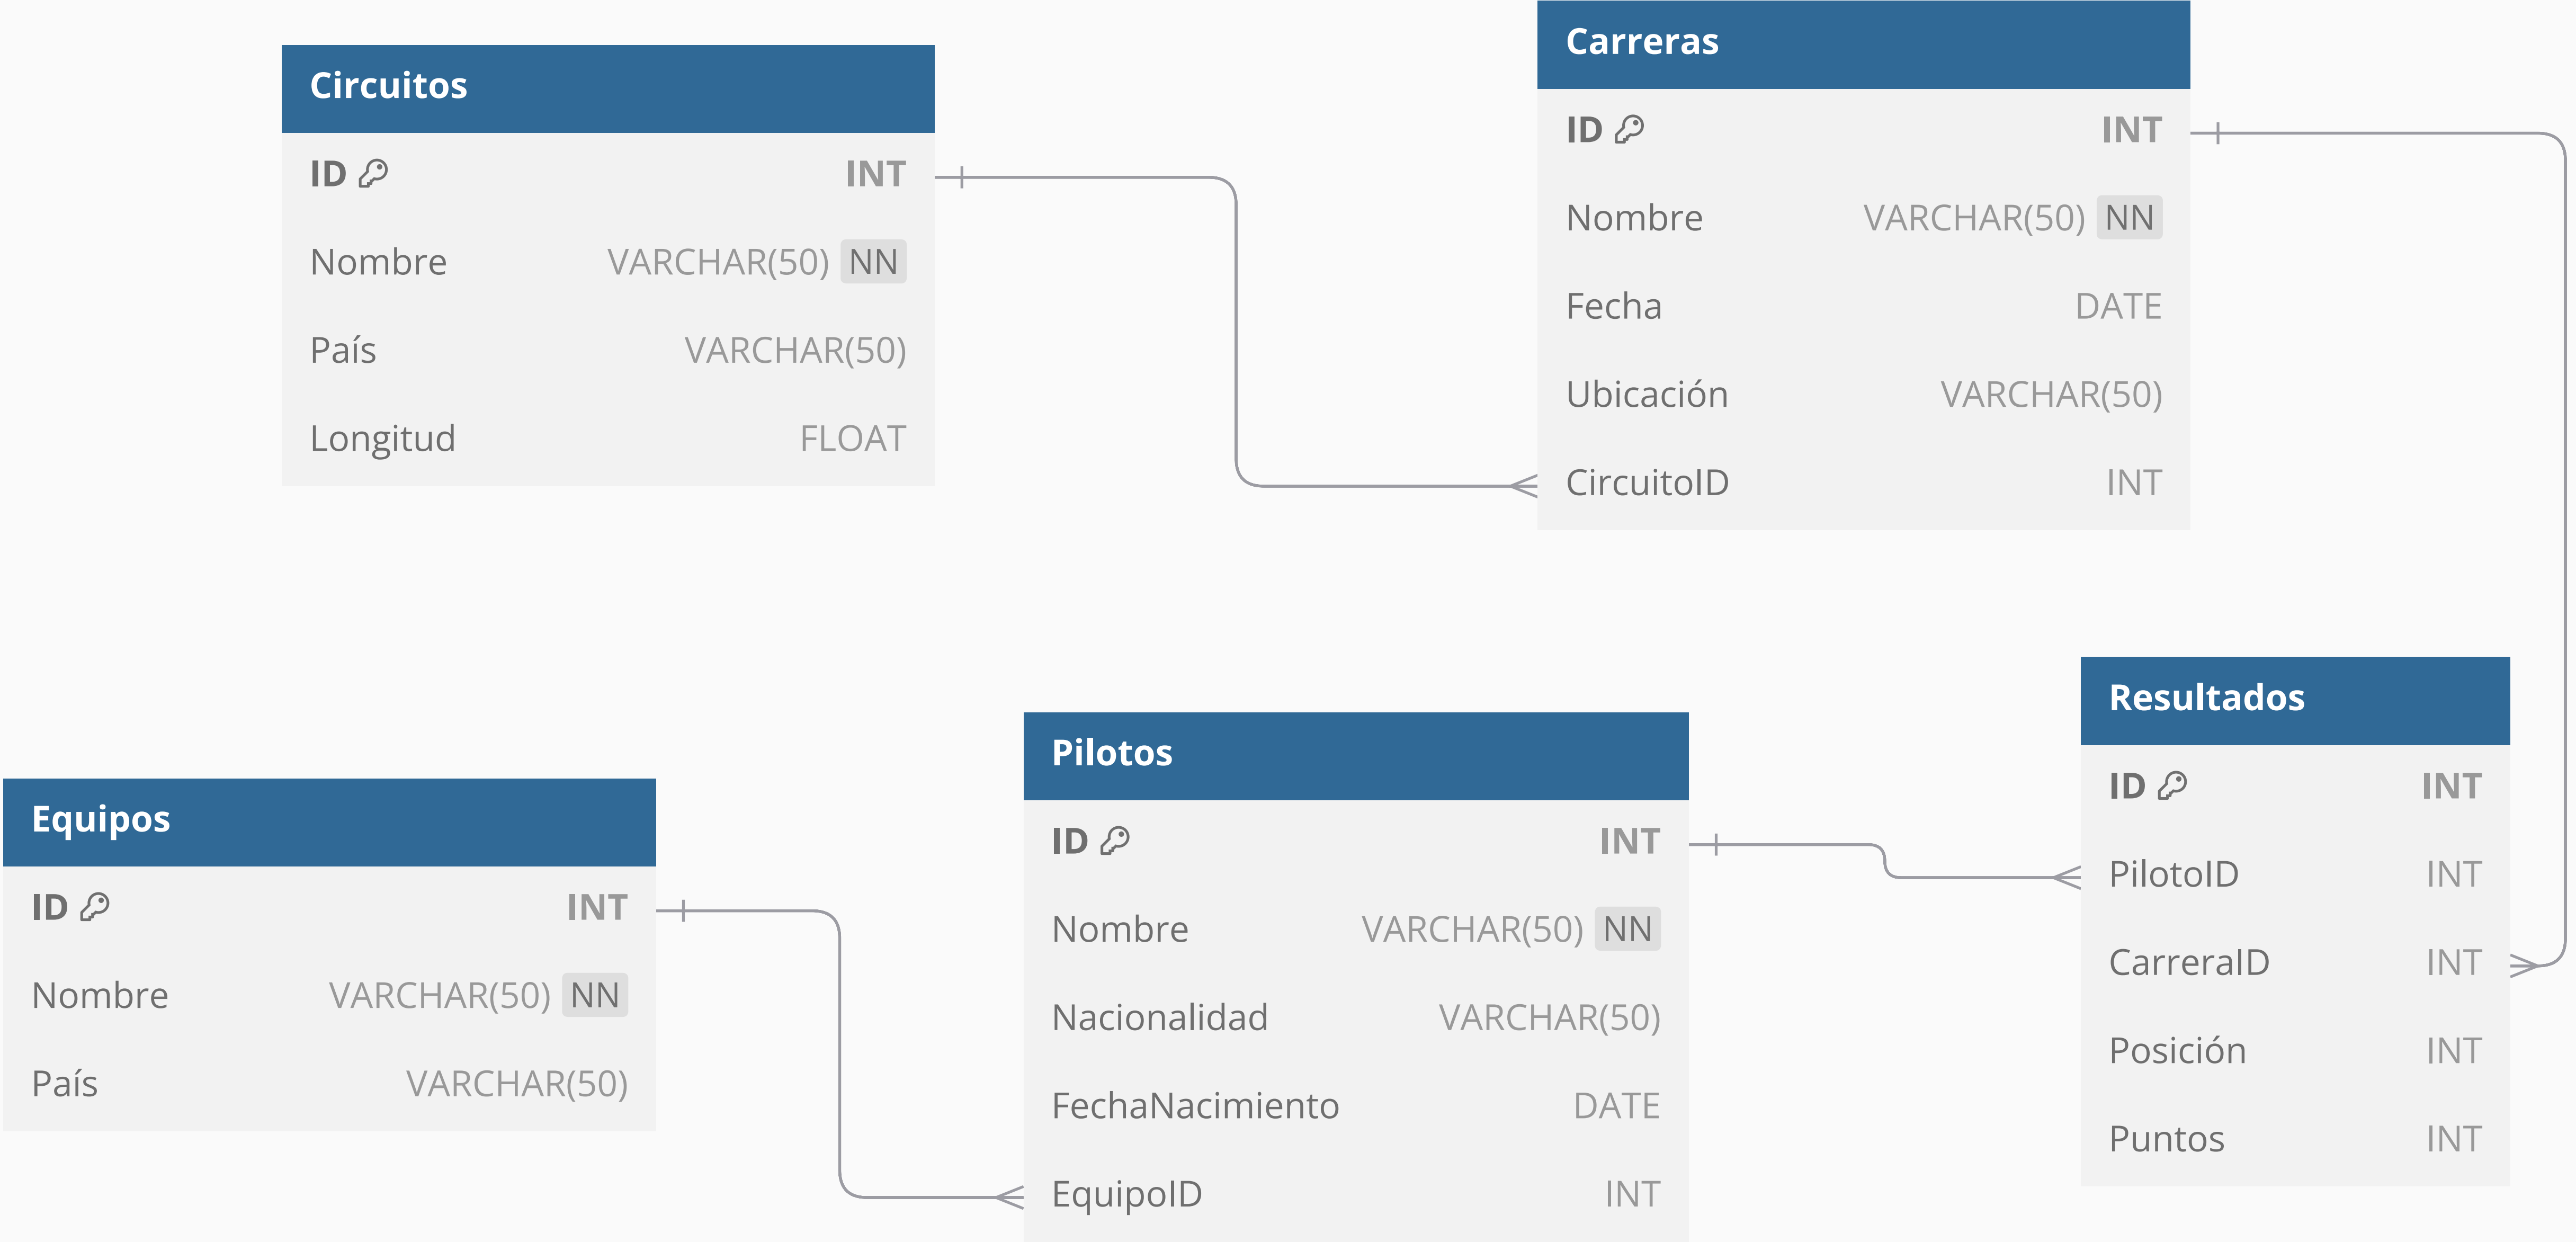 Circuitos
ID INT
Nombre VARCHAR(50) NN
País VARCHAR(50)
Longitud FLOAT
Carreras
ID INT
Nombre VARCHAR(50) NN
Fecha DATE
Ubicación VARCHAR(50)
CircuitoID INT
Equipos
ID INT
Nombre VARCHAR(50) NN
País VARCHAR(50)
Pilotos
ID INT
Nombre VARCHAR(50) NN
Nacionalidad VARCHAR(50)
FechaNacimiento DATE
EquipoID INT
Resultados
ID INT
PilotoID INT
CarreraID INT
Posición INT
Puntos INT